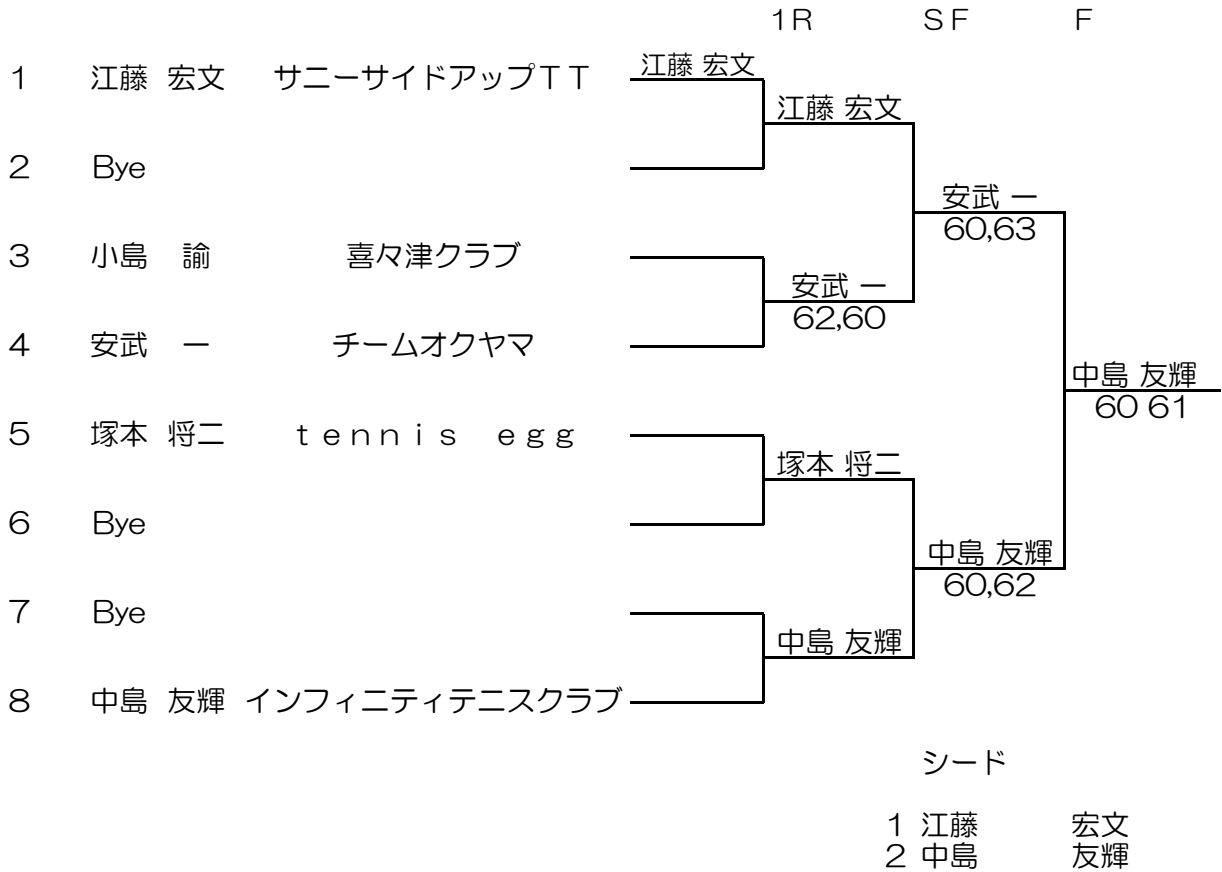 1R SF F
江藤 宏文
1 江藤 宏文 サニーサイドアップTT
江藤 宏文
2 Bye
安武 一
60,63
3 小島 諭 喜々津クラブ
安武 一
62,60
4 安武 一 チームオクヤマ
中島 友輝
60 61
5 塚本 将二 tennis egg
塚本 将二
6 Bye
中島 友輝
60,62
7 Bye
中島 友輝
8 中島 友輝 インフィニティテニスクラブ
シード
1 江藤 宏文
2 中島 友輝